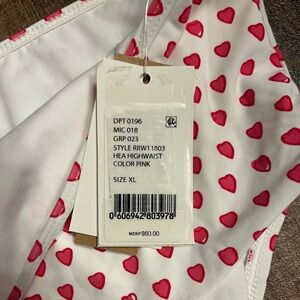 DPT 0196
MIC 018
GRP 023
STYLE RRW11803
HEA HIGHWAIST
COLOR PINK
SIZE XL
0 606942 803978
MSRP $60.00